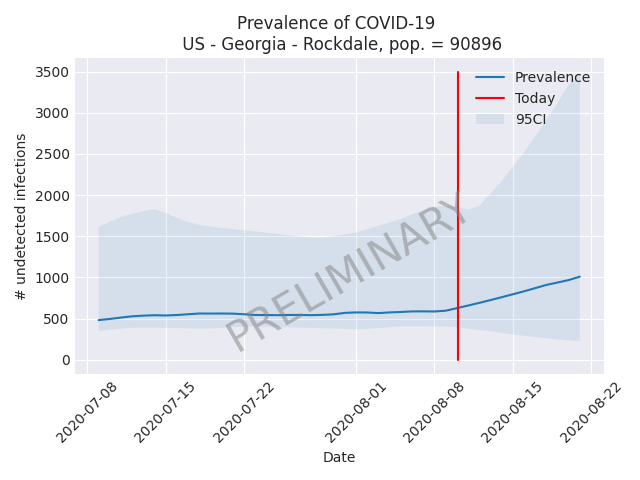 Prevalence of COVID-19
US - Georgia - Rockdale, pop. = 90896
3500
3000
2500
2000
1500
1000
500
0
# undetected infections
Prevalence
Today
95CI
PRELIMINARY
2020-07-08
2020-07-15
2020-07-22
2020-08-01
2020-08-08
2020-08-15
2020-08-22
Date